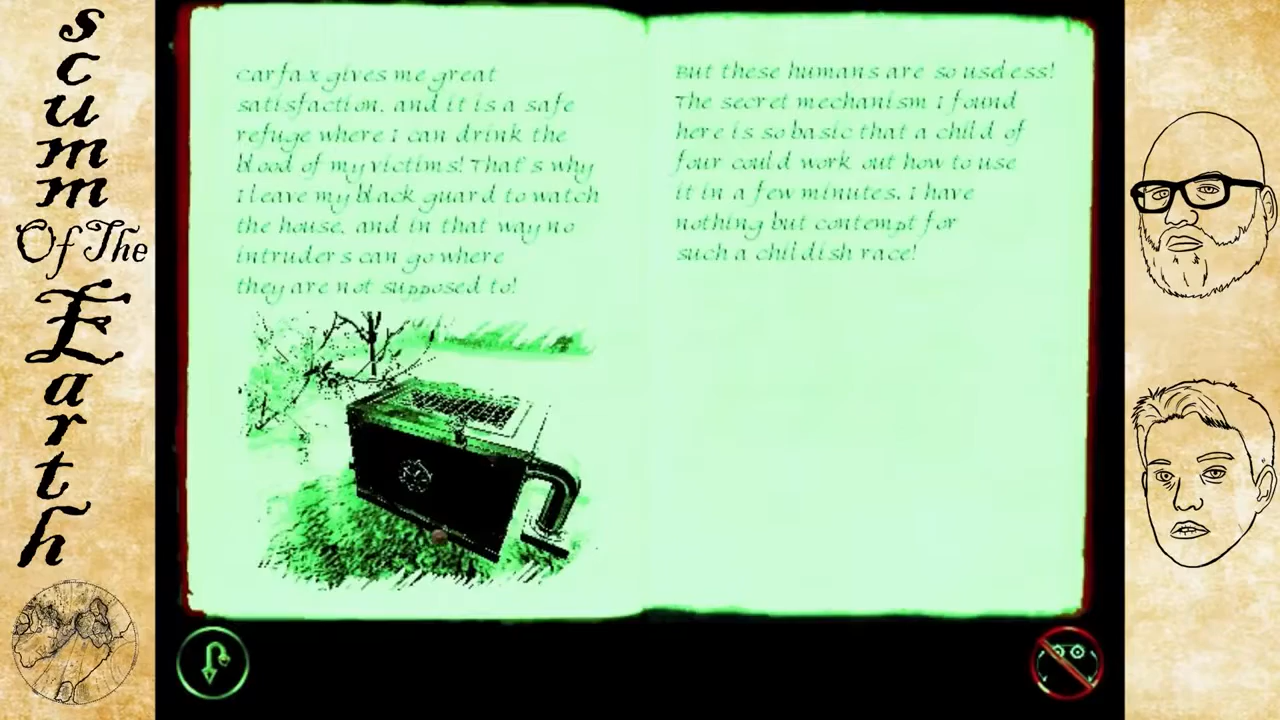 scumm
Of The
Earth
Carfax gives me great
satisfaction. and it is a safe
refuge where I can drink the
blood of my victims! That's why
I leave my black guard to watch
the house. and in that way no
intruders can go where
they are not supposed to!
But these humans are so useless!
The secret mechanism I found
here is so basic that a child of
four could work out how to use
it in a few minutes. I have
nothing but contempt for
such a childish race!